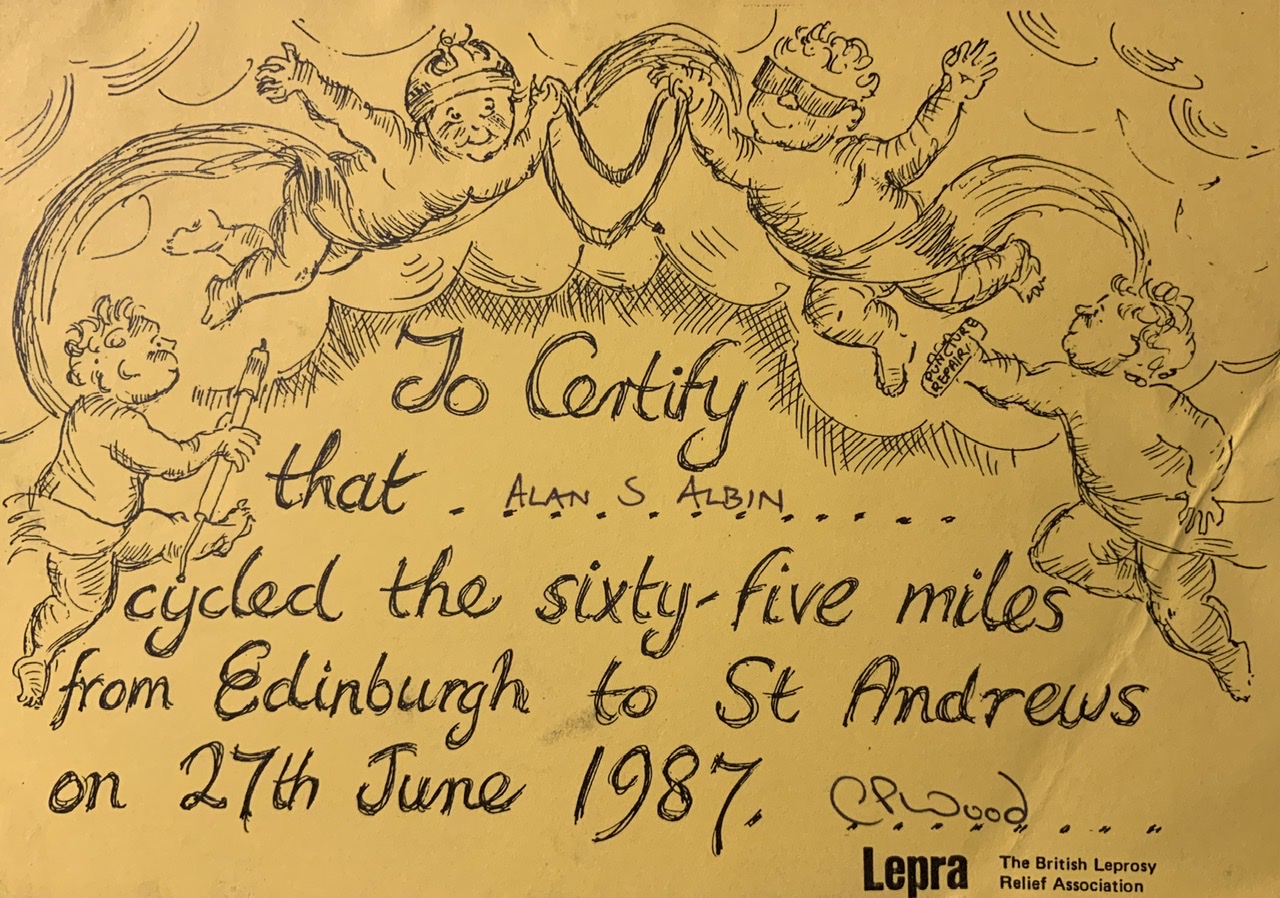 PUNCTURE
REPAIR
To Certify
that ALAN S ALBIN
cycled the sixty-five miles
from Edinburgh to St Andrews
on 27th June 1987.
CPWood
Lepra
The British Leprosy
Relief Association